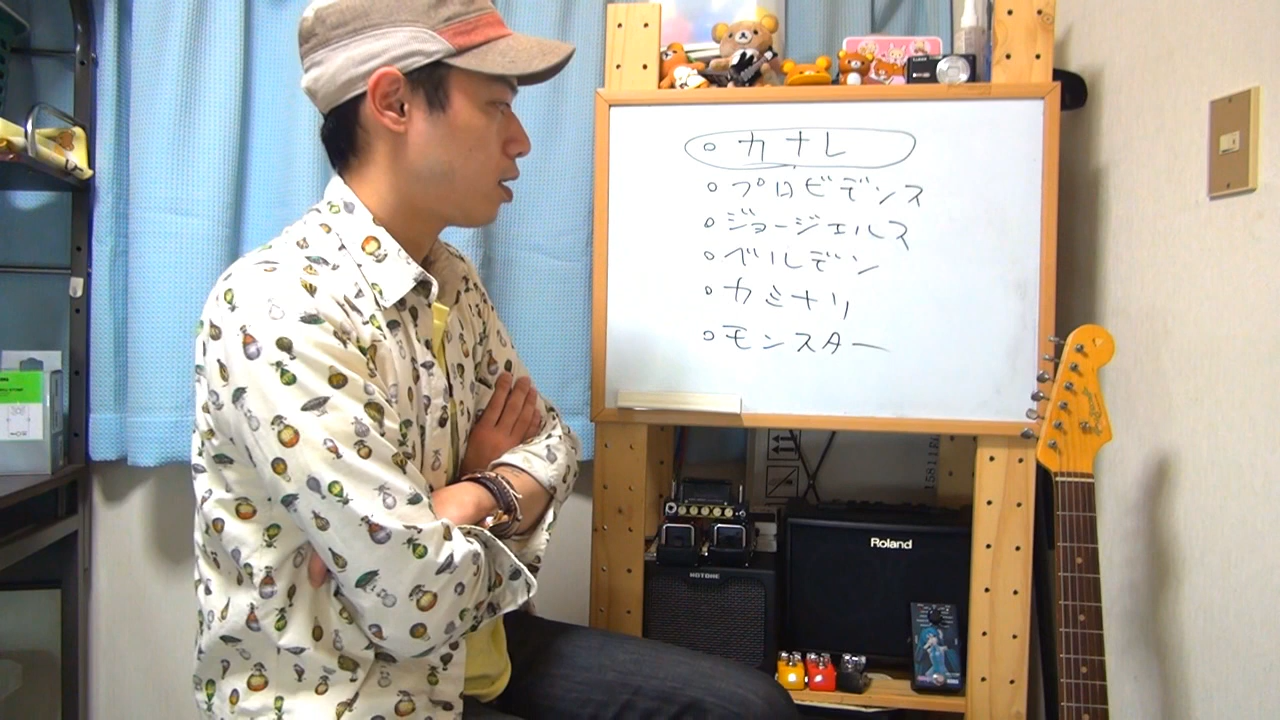 ○ カナレ
○ プロビデンス
○ ジョージエルス
○ ベルデン
○ カミナリ
○ モンスター
Roland
HOTONE